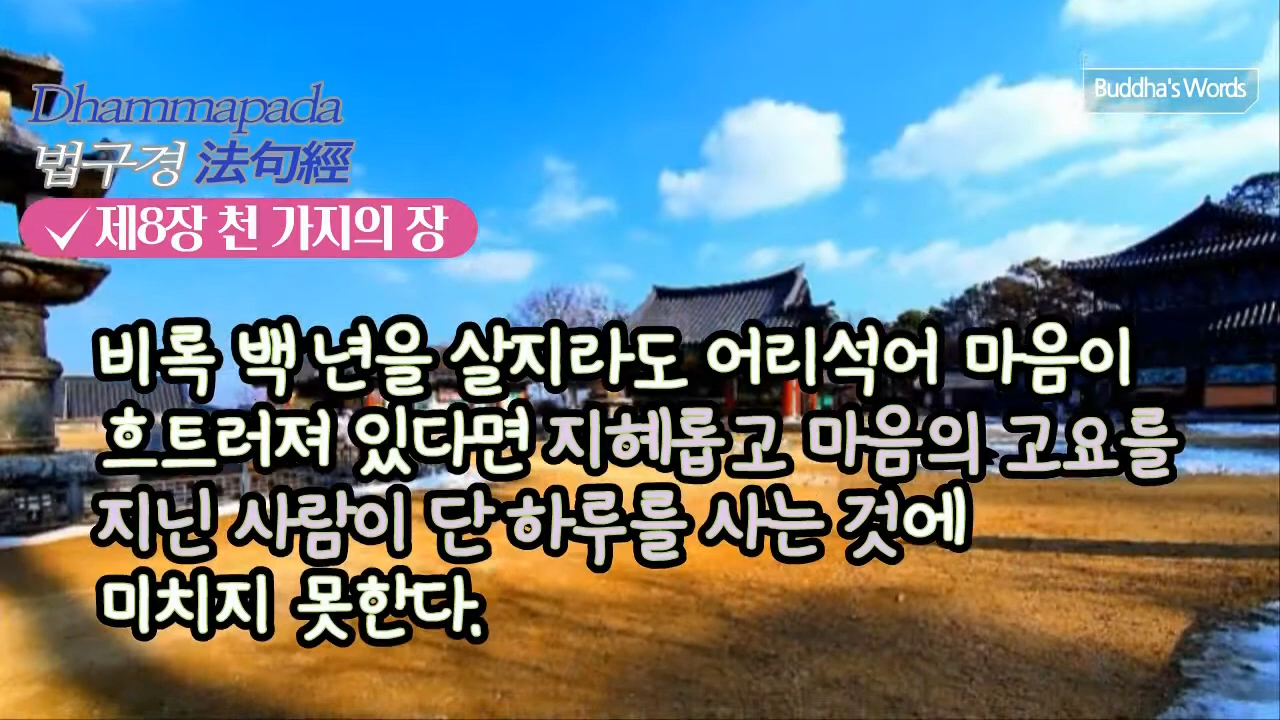 Buddha's Words
Dhammapada
법구경 法句經
제8장 천 가지의 장
비록 백 년을 살지라도 어리석어 마음이
흐트러져 있다면 지혜롭고 마음의 고요를
지닌 사람이 단 하루를 사는 것에
미치지 못한다.